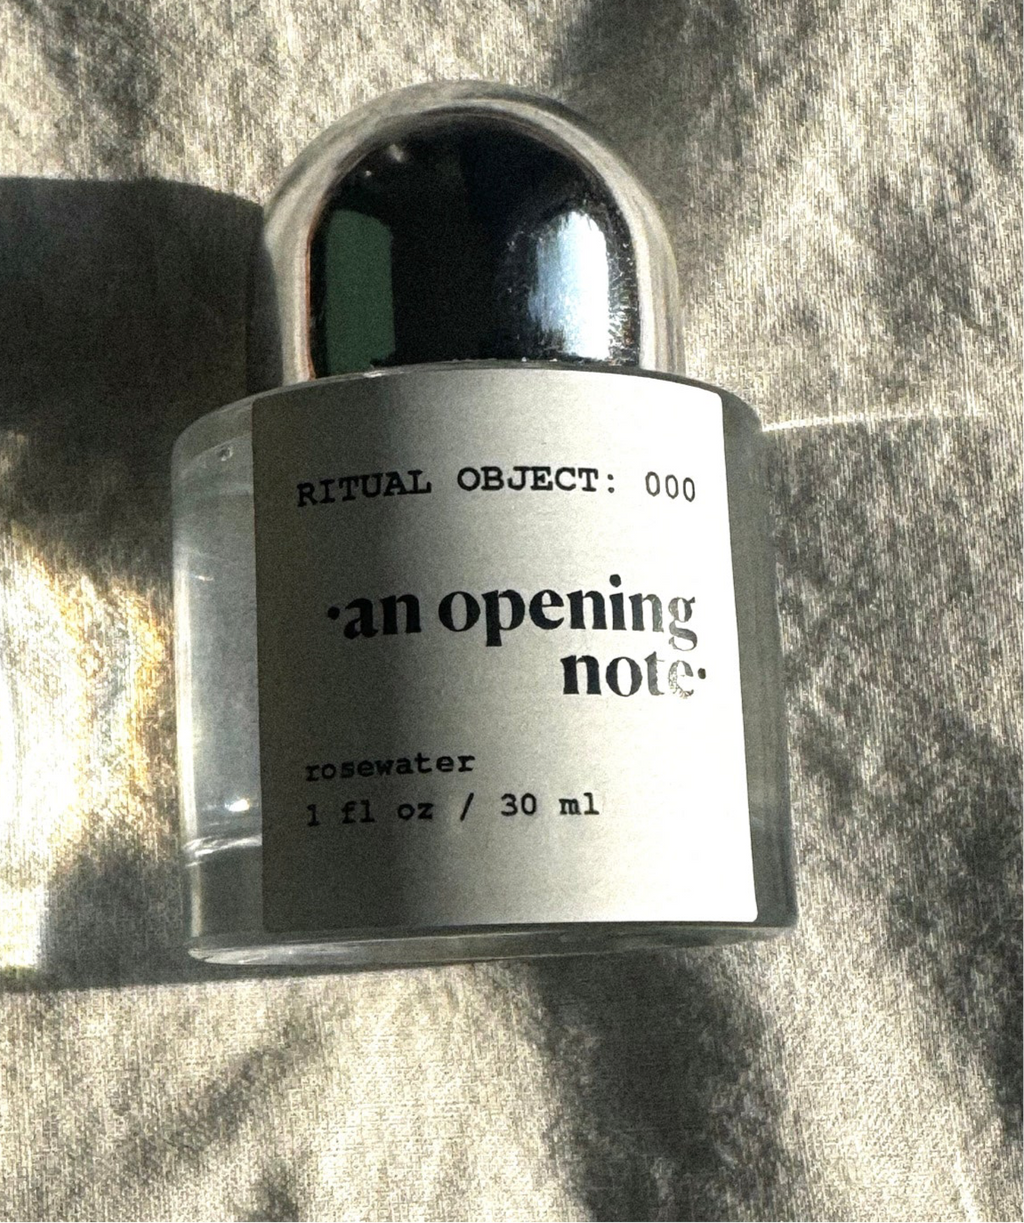 RITUAL OBJECT: 000
·an opening
note·
rosewater
1 fl oz / 30 ml